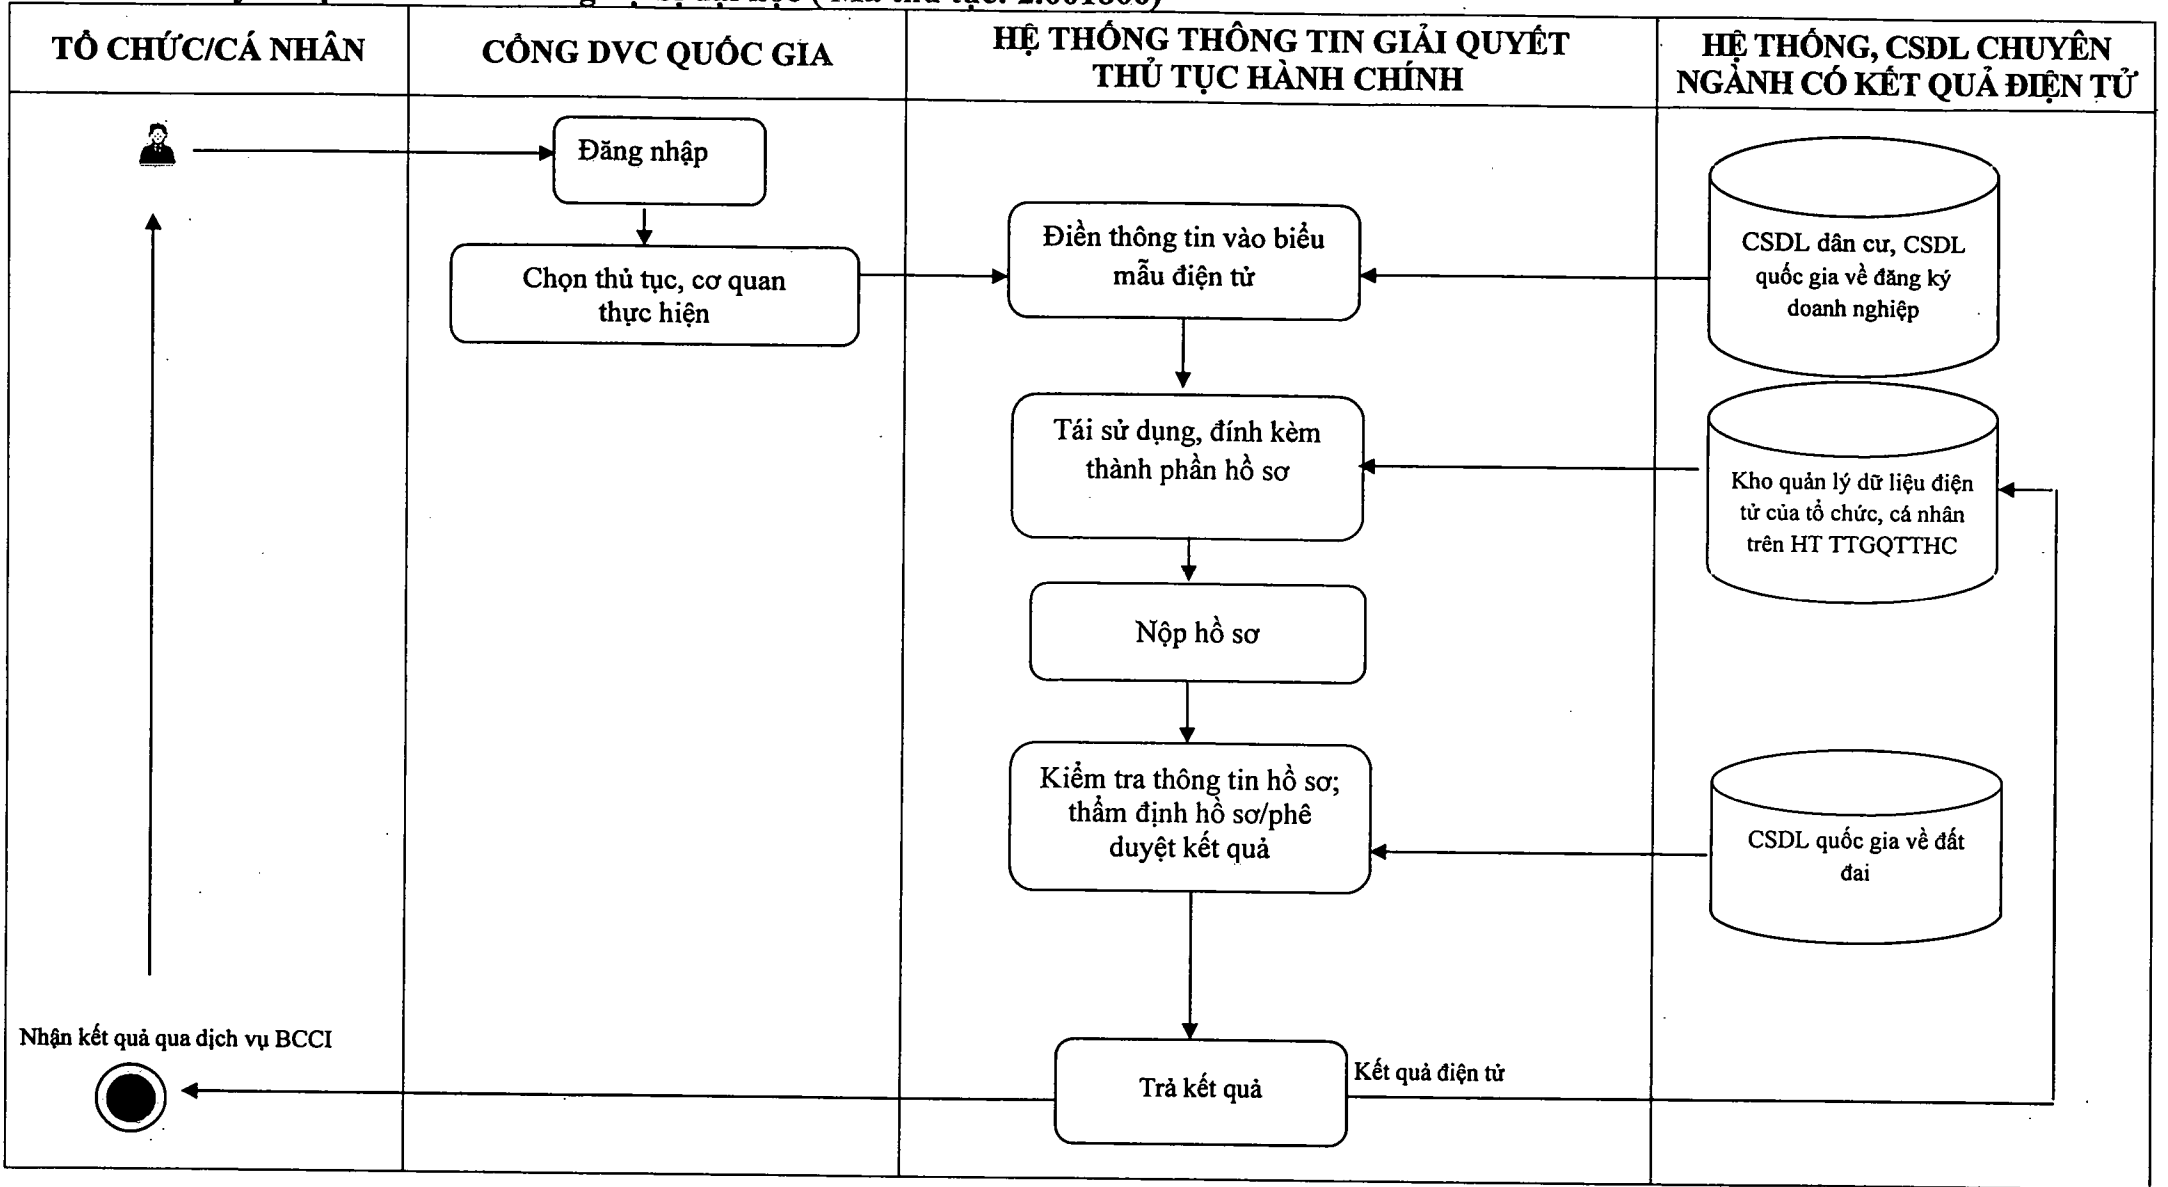 TỔ CHỨC/CÁ NHÂN
CỔNG DVC QUỐC GIA
HỆ THỐNG THÔNG TIN GIẢI QUYẾT
THỦ TỤC HÀNH CHÍNH
HỆ THỐNG, CSDL CHUYÊN
NGÀNH CÓ KẾT QUẢ ĐIỆN TỬ
Đăng nhập
Chọn thủ tục, cơ quan
thực hiện
Điền thông tin vào biểu
mẫu điện tử
CSDL dân cư, CSDL
quốc gia về đăng ký
doanh nghiệp
Tái sử dụng, đính kèm
thành phần hồ sơ
Kho quản lý dữ liệu điện
tử của tổ chức, cá nhân
trên HT TTGQTTHC
Nộp hồ sơ
Kiểm tra thông tin hồ sơ;
thẩm định hồ sơ/phê
duyệt kết quả
CSDL quốc gia về đất
đai
Nhận kết quả qua dịch vụ BCCI
Trả kết quả
Kết quả điện tử